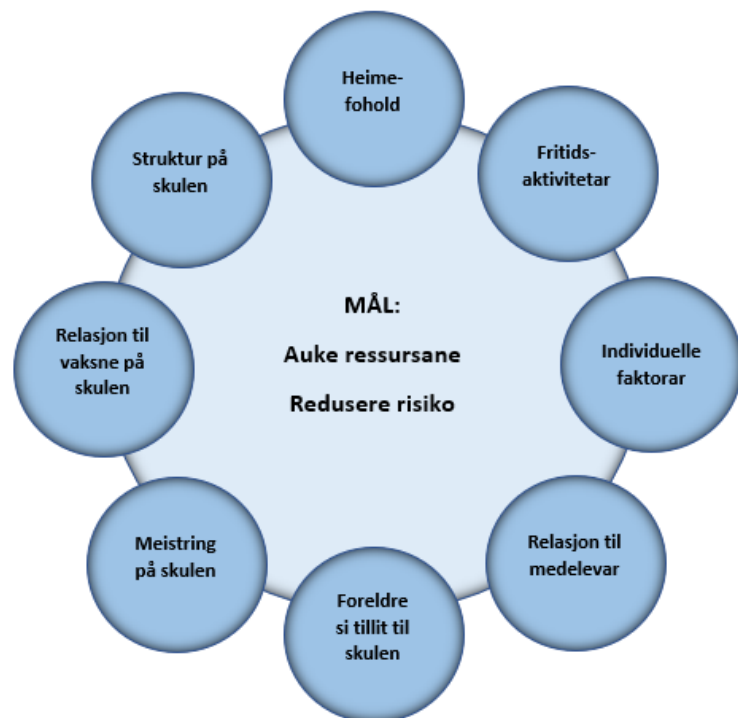 Heime-
fohold
Fritids-
aktivitetar
Individuelle
faktorar
Relasjon til
medelevar
Foreldre
si tillit til
skulen
Meistring
på skulen
Relasjon til
vaksne på
skulen
Struktur på
skulen
MÅL:
Auke ressursane
Redusere risiko